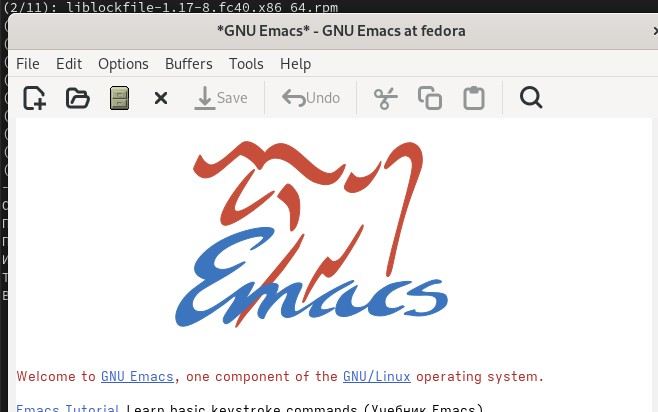 (2/11): liblockfile-1.17-8.fc40.x86_64.rpm
*GNU Emacs* - GNU Emacs at fedora
File Edit Options Buffers Tools Help
Save Undo
Emacs
Welcome to GNU Emacs, one component of the GNU/Linux operating system.
Emacs Tutorial Learn basic keystroke commands (Учебник Emacs)